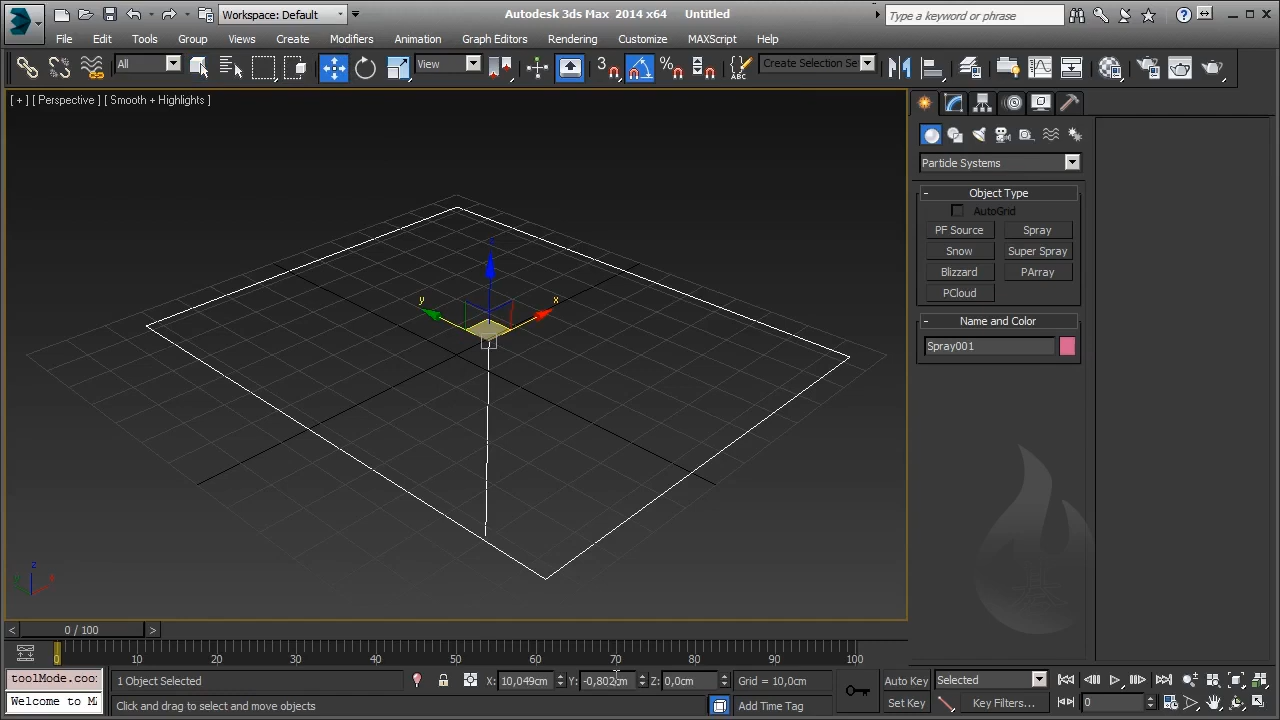 Workspace: Default
Autodesk 3ds Max 2014 x64 Untitled
Type a keyword or phrase
File Edit Tools Group Views Create Modifiers Animation Graph Editors Rendering Customize MAXScript Help
All
View
3
%
ABC
Create Selection Se
[ + ] [ Perspective ] [ Smooth + Highlights ]
Particle Systems
- Object Type
AutoGrid
PF Source Spray
Snow Super Spray
Blizzard PArray
PCloud
- Name and Color
Spray001
z
y
x
z
y
x
< 0 / 100 >
0 10 20 30 40 50 60 70 80 90 100
toolMode.coor
1 Object Selected
X: 10,049cm Y: -0,802cm Z: 0,0cm
Grid = 10,0cm
Auto Key
Selected
Welcome to MA
Click and drag to select and move objects
Add Time Tag
Set Key
Key Filters...
0